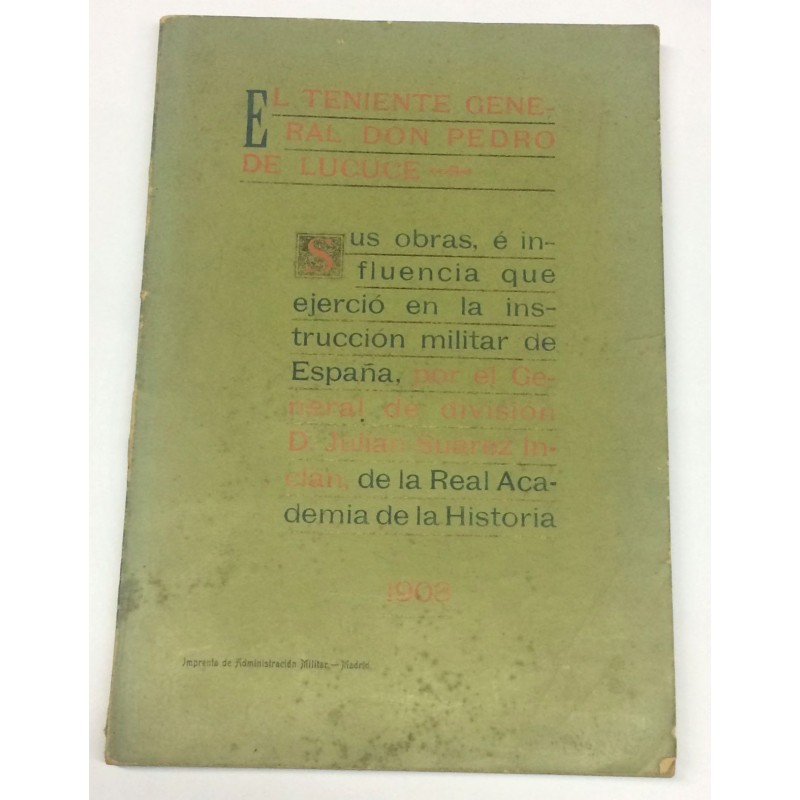 EL TENIENTE GENE-
RAL DON PEDRO
DE LUCUCE
Sus obras, é in-
fluencia que
ejerció en la ins-
trucción militar de
España, por el Ge-
neral de división
D. Julián Suárez In-
clán, de la Real Aca-
demia de la Historia
1903
Imprenta de Administración Militar.—Madrid.